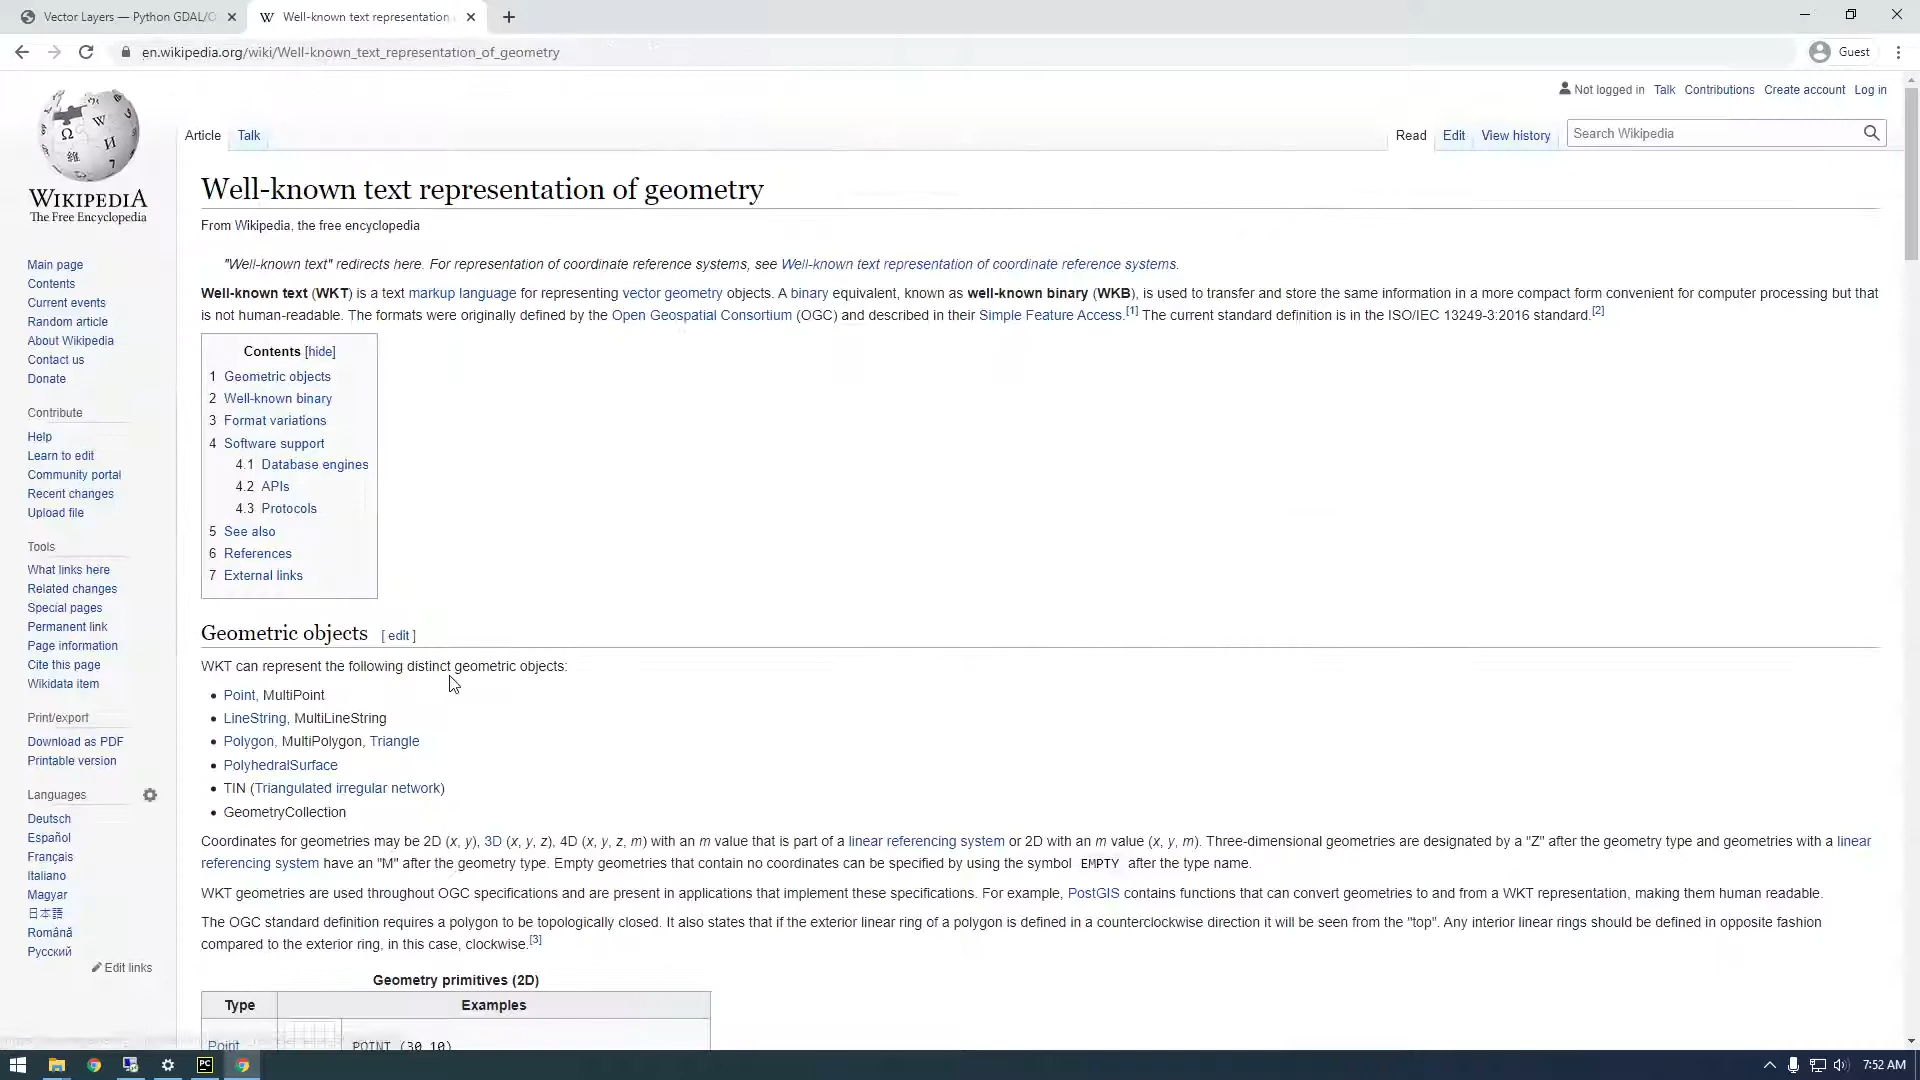 Vector Layers — Python GDAL/O
Well-known text representation
en.wikipedia.org/wiki/Well-known_text_representation_of_geometry
Guest
Not logged in Talk Contributions Create account Log in
Article Talk
Read Edit View history Search Wikipedia
WIKIPEDIA
The Free Encyclopedia
Main page
Contents
Current events
Random article
About Wikipedia
Contact us
Donate
Contribute
Help
Learn to edit
Community portal
Recent changes
Upload file
Tools
What links here
Related changes
Special pages
Permanent link
Page information
Cite this page
Wikidata item
Print/export
Download as PDF
Printable version
Languages
Deutsch
Español
Français
Italiano
Magyar
日本語
Română
Русский
Edit links
Well-known text representation of geometry
From Wikipedia, the free encyclopedia
"Well-known text" redirects here. For representation of coordinate reference systems, see Well-known text representation of coordinate reference systems.
Well-known text (WKT) is a text markup language for representing vector geometry objects. A binary equivalent, known as well-known binary (WKB), is used to transfer and store the same information in a more compact form convenient for computer processing but that
is not human-readable. The formats were originally defined by the Open Geospatial Consortium (OGC) and described in their Simple Feature Access.[1] The current standard definition is in the ISO/IEC 13249-3:2016 standard.[2]
Contents [hide]
1 Geometric objects
2 Well-known binary
3 Format variations
4 Software support
4.1 Database engines
4.2 APIs
4.3 Protocols
5 See also
6 References
7 External links
Geometric objects [ edit ]
WKT can represent the following distinct geometric objects:
• Point, MultiPoint
• LineString, MultiLineString
• Polygon, MultiPolygon, Triangle
• PolyhedralSurface
• TIN (Triangulated irregular network)
• GeometryCollection
Coordinates for geometries may be 2D (x, y), 3D (x, y, z), 4D (x, y, z, m) with an m value that is part of a linear referencing system or 2D with an m value (x, y, m). Three-dimensional geometries are designated by a "Z" after the geometry type and geometries with a linear
referencing system have an "M" after the geometry type. Empty geometries that contain no coordinates can be specified by using the symbol EMPTY after the type name.
WKT geometries are used throughout OGC specifications and are present in applications that implement these specifications. For example, PostGIS contains functions that can convert geometries to and from a WKT representation, making them human readable.
The OGC standard definition requires a polygon to be topologically closed. It also states that if the exterior linear ring of a polygon is defined in a counterclockwise direction it will be seen from the "top". Any interior linear rings should be defined in opposite fashion
compared to the exterior ring, in this case, clockwise.[3]
Geometry primitives (2D)
Type Examples
Point POINT (30 10)
PC
7:52 AM